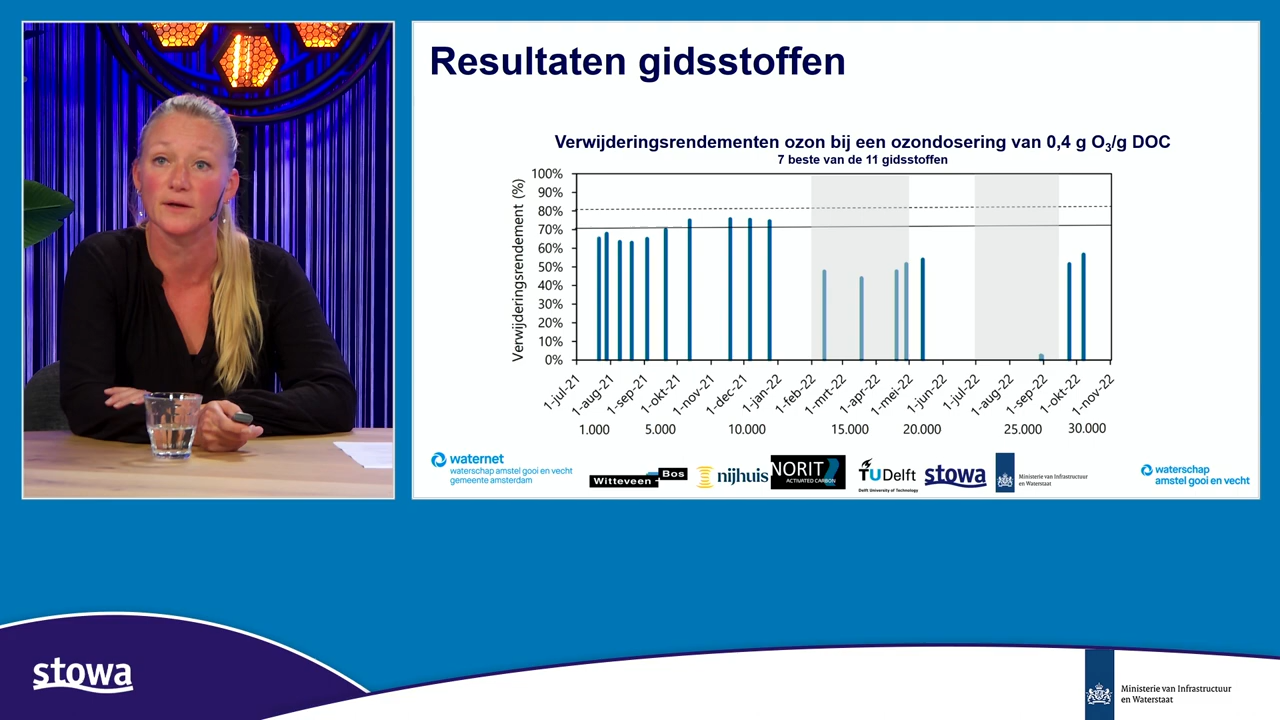 Resultaten gidsstoffen
Verwijderingsrendementen ozon bij een ozondosering van 0,4 g O3/g DOC
7 beste van de 11 gidsstoffen
Verwijderingsrendement (%)
100%
90%
80%
70%
60%
50%
40%
30%
20%
10%
0%
1-jul-21 1-aug-21 1-sep-21 1-okt-21 1-nov-21 1-dec-21 1-jan-22 1-feb-22 1-mrt-22 1-apr-22 1-mei-22 1-jun-22 1-jul-22 1-aug-22 1-sep-22 1-okt-22 1-nov-22
1.000 5.000 10.000 15.000 20.000 25.000 30.000
waternet
waterschap amstel gooi en vecht
gemeente amsterdam
Witteveen + Bos
nijhuis
NORIT
ACTIVATED CARBON
TU Delft
Delft University of Technology
stowa
Ministerie van Infrastructuur
en Waterstaat
waterschap
amstel gooi en vecht
stowa
Ministerie van Infrastructuur
en Waterstaat